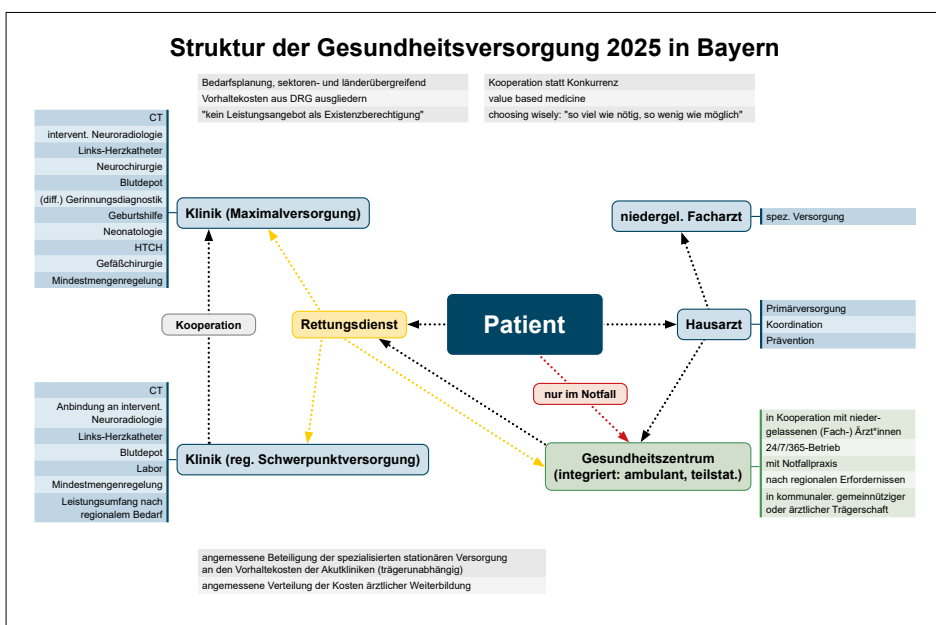 Struktur der Gesundheitsversorgung 2025 in Bayern
Bedarfsplanung, sektoren- und länderübergreifend
Vorhaltekosten aus DRG ausgliedern
"kein Leistungsangebot als Existenzberechtigung"
Kooperation statt Konkurrenz
value based medicine
choosing wisely: "so viel wie nötig, so wenig wie möglich"
CT
intervent. Neuroradiologie
Links-Herzkatheter
Neurochirurgie
Blutdepot
(diff.) Gerinnungsdiagnostik
Geburtshilfe
Neonatologie
HTCH
Gefäßchirurgie
Mindestmengenregelung
Klinik (Maximalversorgung)
niedergel. Facharzt
spez. Versorgung
Kooperation
Rettungsdienst
Patient
Hausarzt
Primärversorgung
Koordination
Prävention
nur im Notfall
CT
Anbindung an intervent.
Neuroradiologie
Links-Herzkatheter
Blutdepot
Labor
Mindestmengenregelung
Leistungsumfang nach
regionalem Bedarf
Klinik (reg. Schwerpunktversorgung)
Gesundheitszentrum
(integriert: ambulant, teilstat.)
in Kooperation mit nieder-
gelassenen (Fach-) Ärzt*innen
24/7/365-Betrieb
mit Notfallpraxis
nach regionalen Erfordernissen
in kommunaler. gemeinnütziger
oder ärztlicher Trägerschaft
angemessene Beteiligung der spezialisierten stationären Versorgung
an den Vorhaltekosten der Akutkliniken (trägerunabhängig)
angemessene Verteilung der Kosten ärztlicher Weiterbildung